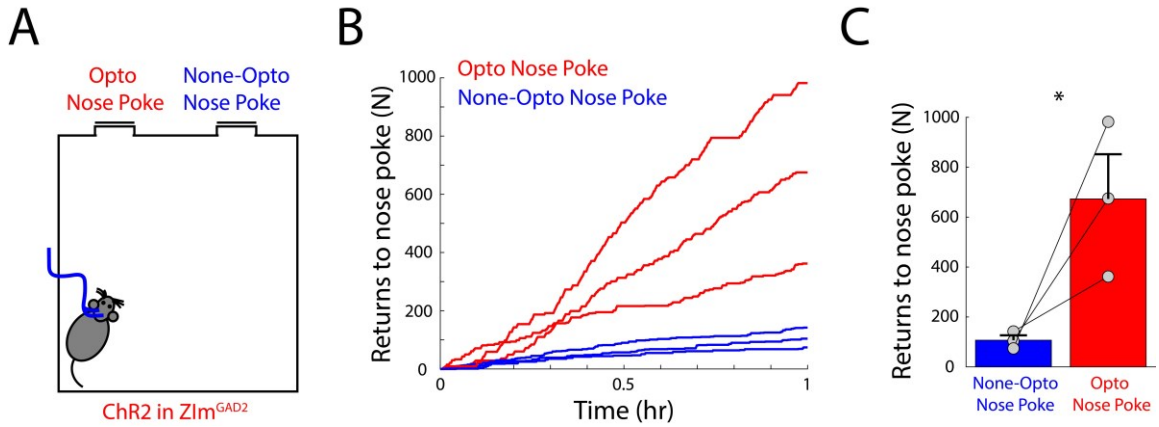 A
Opto
Nose Poke
None-Opto
Nose Poke
ChR2 in ZIm^GAD2
B
Opto Nose Poke
None-Opto Nose Poke
Returns to nose poke (N)
1000
800
600
400
200
0
0
0.5
1
Time (hr)
C
*
Returns to nose poke (N)
1000
800
600
400
200
0
None-Opto
Nose Poke
Opto
Nose Poke